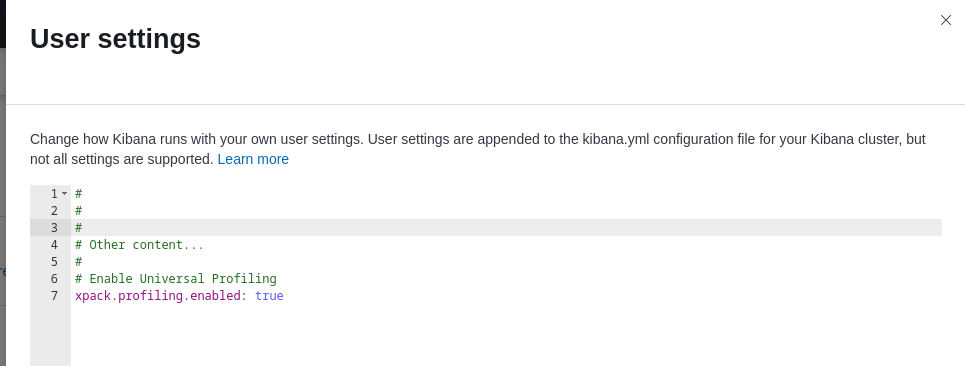 User settings
Change how Kibana runs with your own user settings. User settings are appended to the kibana.yml configuration file for your Kibana cluster, but
not all settings are supported. Learn more
1 #
2 #
3 #
4 # Other content...
5 #
6 # Enable Universal Profiling
7 xpack.profiling.enabled: true